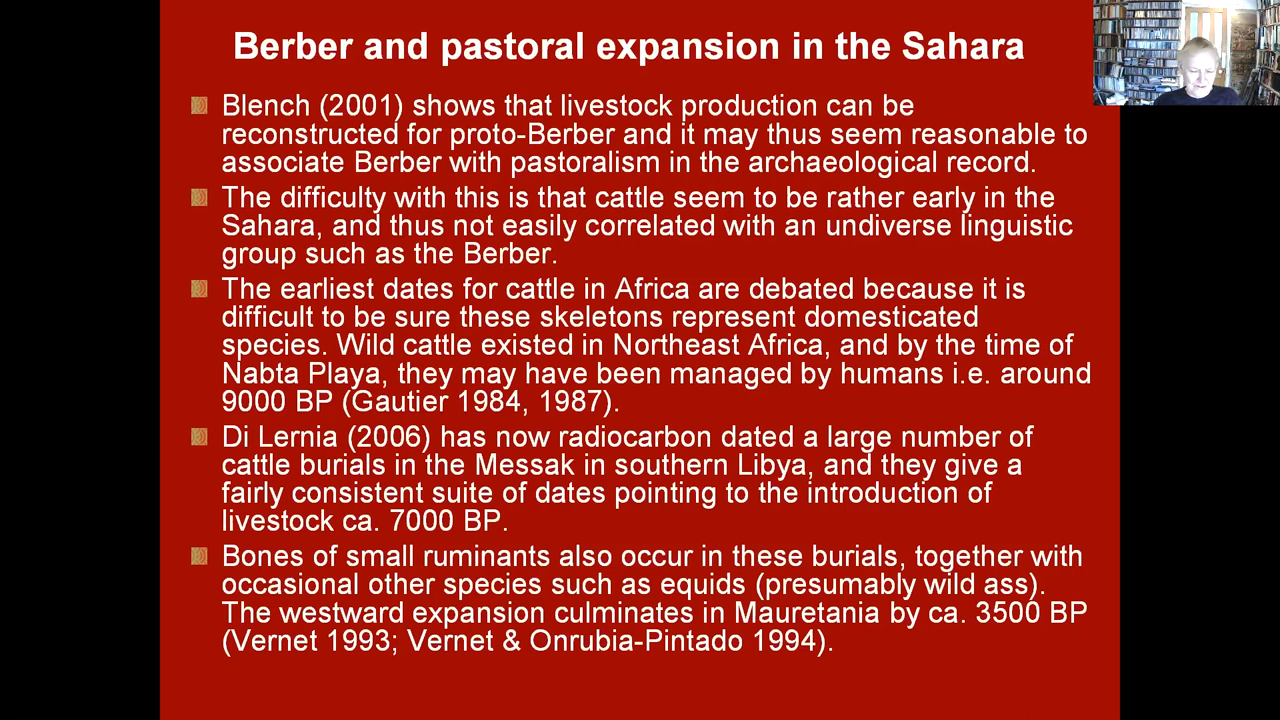 Berber and pastoral expansion in the Sahara
Blench (2001) shows that livestock production can be
reconstructed for proto-Berber and it may thus seem reasonable to
associate Berber with pastoralism in the archaeological record.
The difficulty with this is that cattle seem to be rather early in the
Sahara, and thus not easily correlated with an undiverse linguistic
group such as the Berber.
The earliest dates for cattle in Africa are debated because it is
difficult to be sure these skeletons represent domesticated
species. Wild cattle existed in Northeast Africa, and by the time of
Nabta Playa, they may have been managed by humans i.e. around
9000 BP (Gautier 1984, 1987).
Di Lernia (2006) has now radiocarbon dated a large number of
cattle burials in the Messak in southern Libya, and they give a
fairly consistent suite of dates pointing to the introduction of
livestock ca. 7000 BP.
Bones of small ruminants also occur in these burials, together with
occasional other species such as equids (presumably wild ass).
The westward expansion culminates in Mauretania by ca. 3500 BP
(Vernet 1993; Vernet & Onrubia-Pintado 1994).